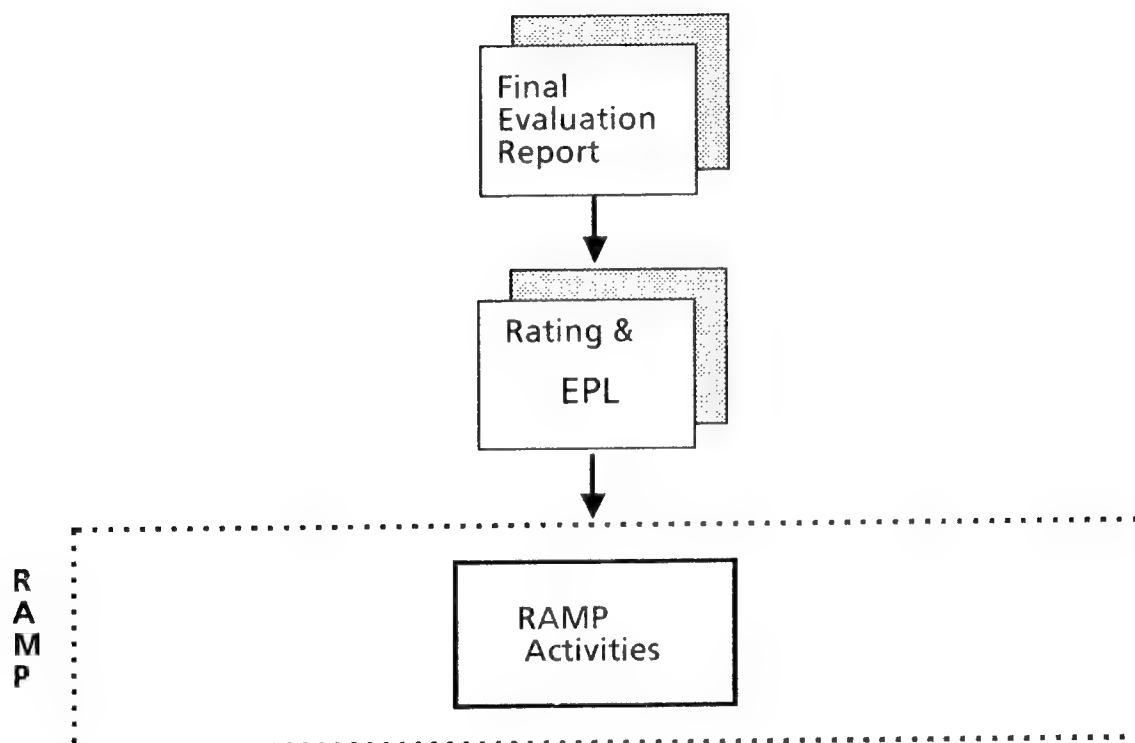 Final
Evaluation
Report
Rating &
EPL
R
A
M
P
RAMP
Activities